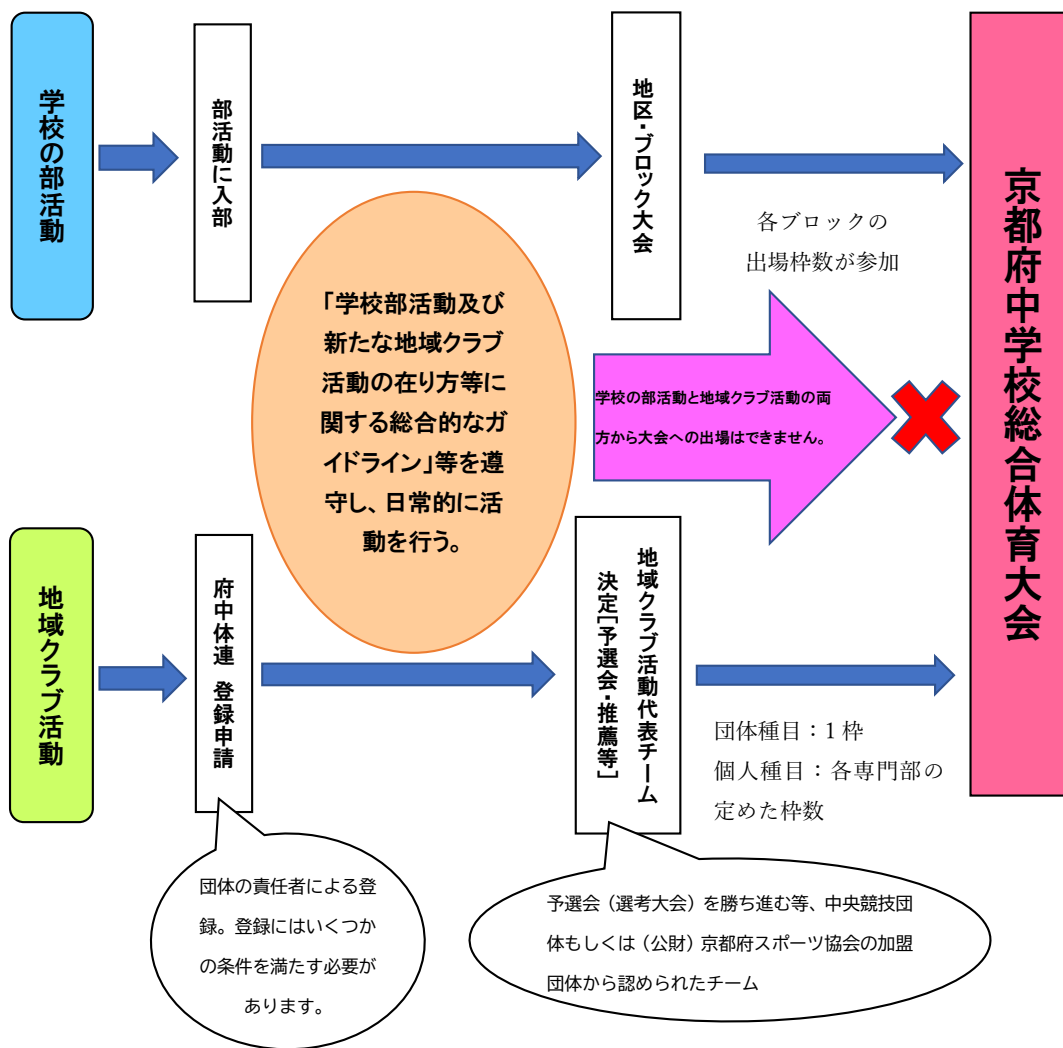 学校の部活動
部活動に入部
地区・ブロック大会
各ブロックの
出場枠数が参加
京都府中学校総合体育大会
「学校部活動及び
新たな地域クラブ
活動の在り方等に
関する総合的なガ
イドライン」等を遵
守し、日常的に活
動を行う。
学校の部活動と地域クラブ活動の両
方から大会への出場はできません。
地域クラブ活動
府中体連 登録申請
地域クラブ活動代表チーム
決定[予選会・推薦等]
団体種目：1 枠
個人種目：各専門部の
定めた枠数
団体の責任者による登
録。登録にはいくつか
の条件を満たす必要が
あります。
予選会（選考大会）を勝ち進む等、中央競技団
体もしくは（公財）京都府スポーツ協会の加盟
団体から認められたチーム